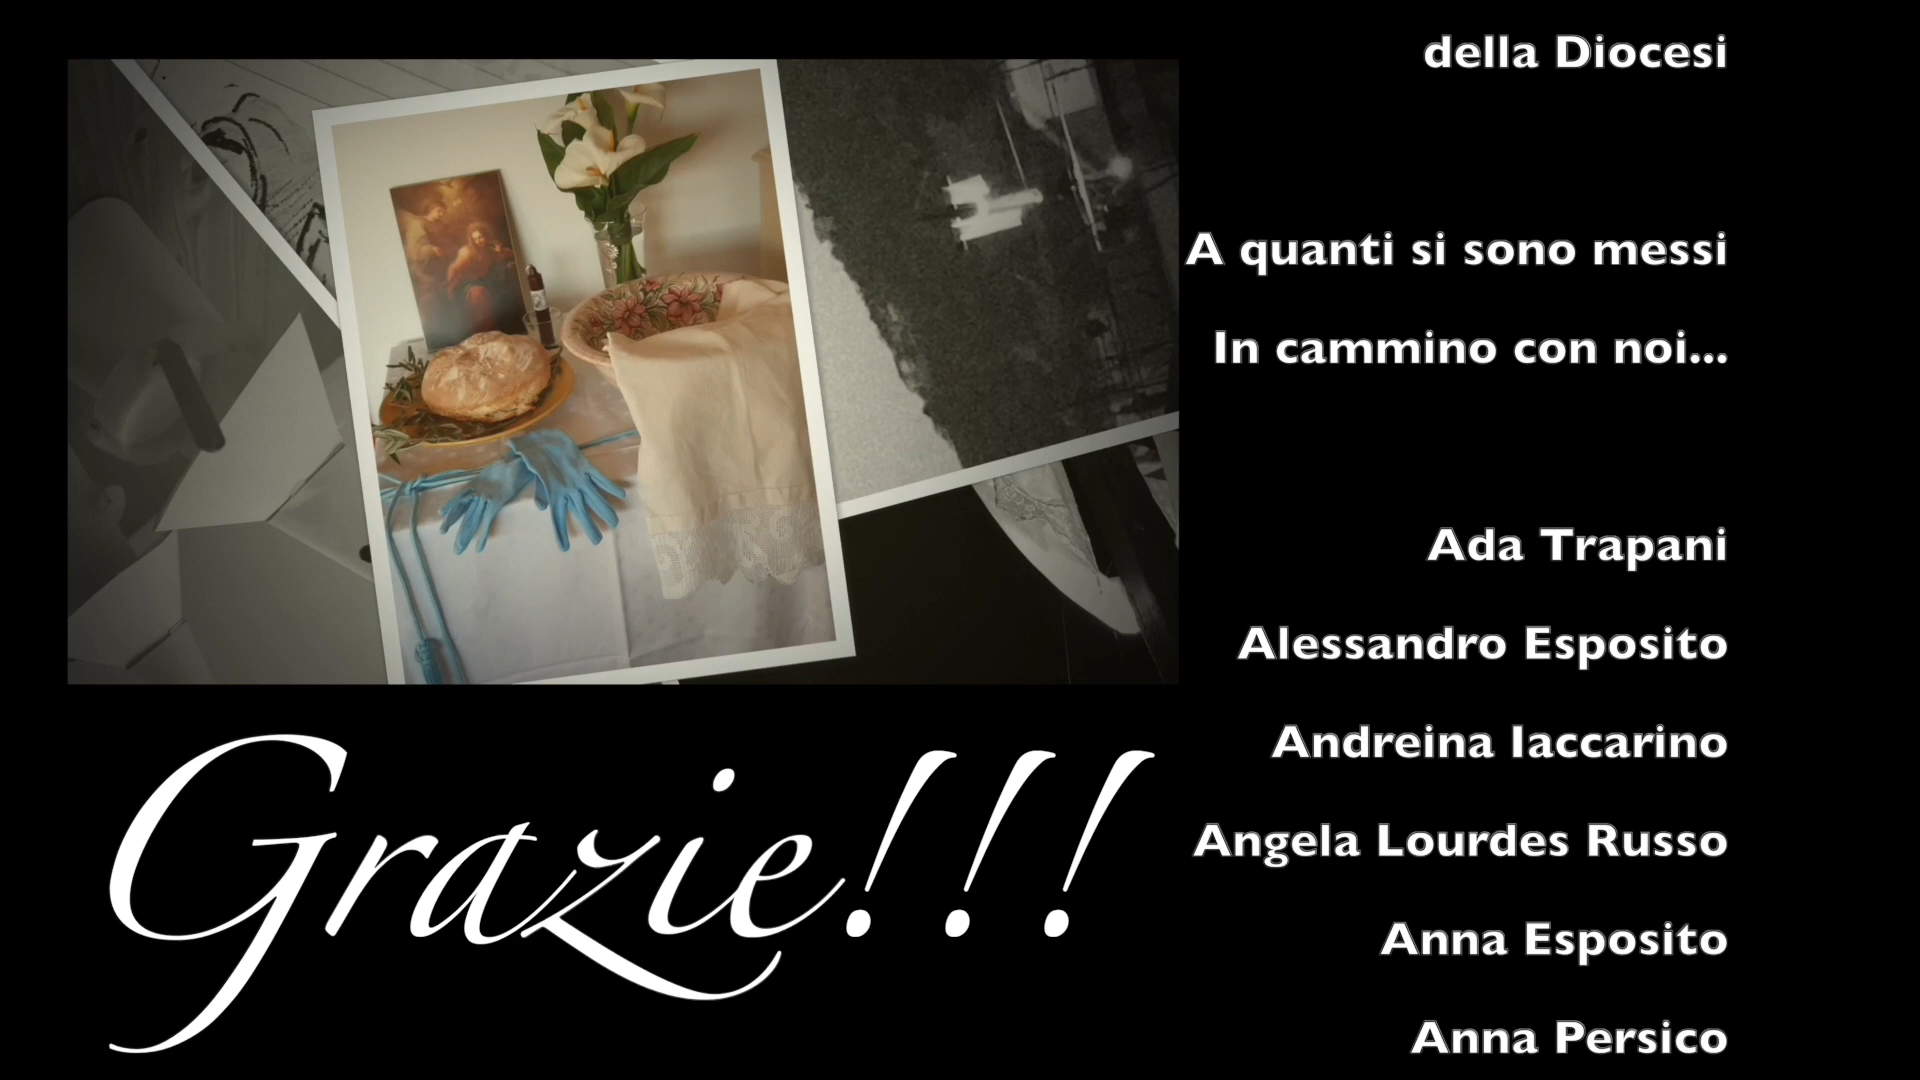 della Diocesi
A quanti si sono messi
In cammino con noi...
Ada Trapani
Alessandro Esposito
Andreina Iaccarino
Angela Lourdes Russo
Anna Esposito
Anna Persico
Grazie!!!